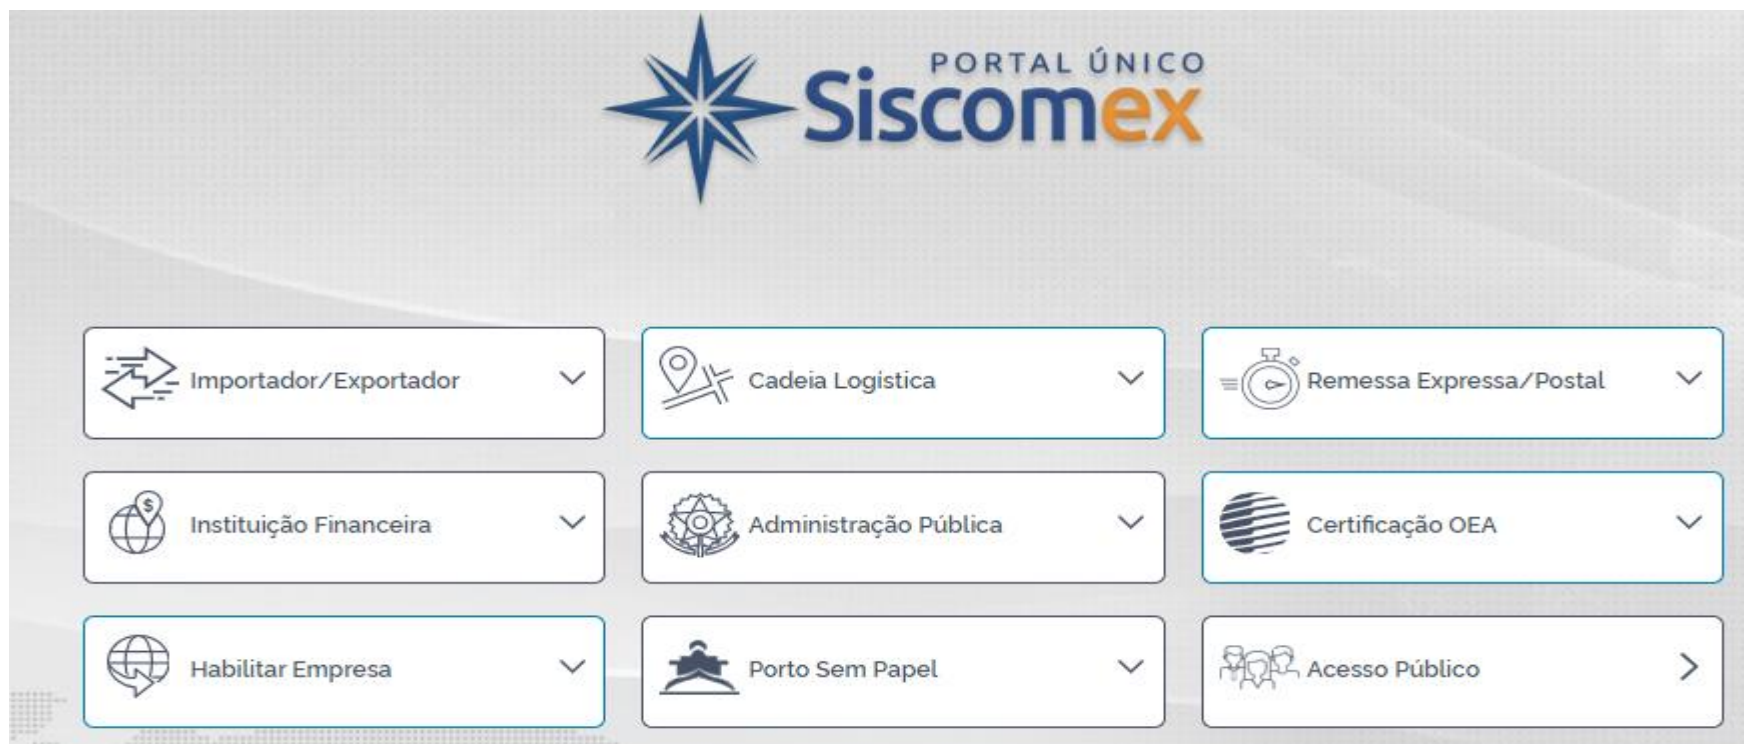 PORTAL ÚNICO
Siscomex
Importador/Exportador
Cadeia Logística
Remessa Expressa/Postal
$
Instituição Financeira
Administração Pública
Certificação OEA
Habilitar Empresa
Porto Sem Papel
Acesso Público